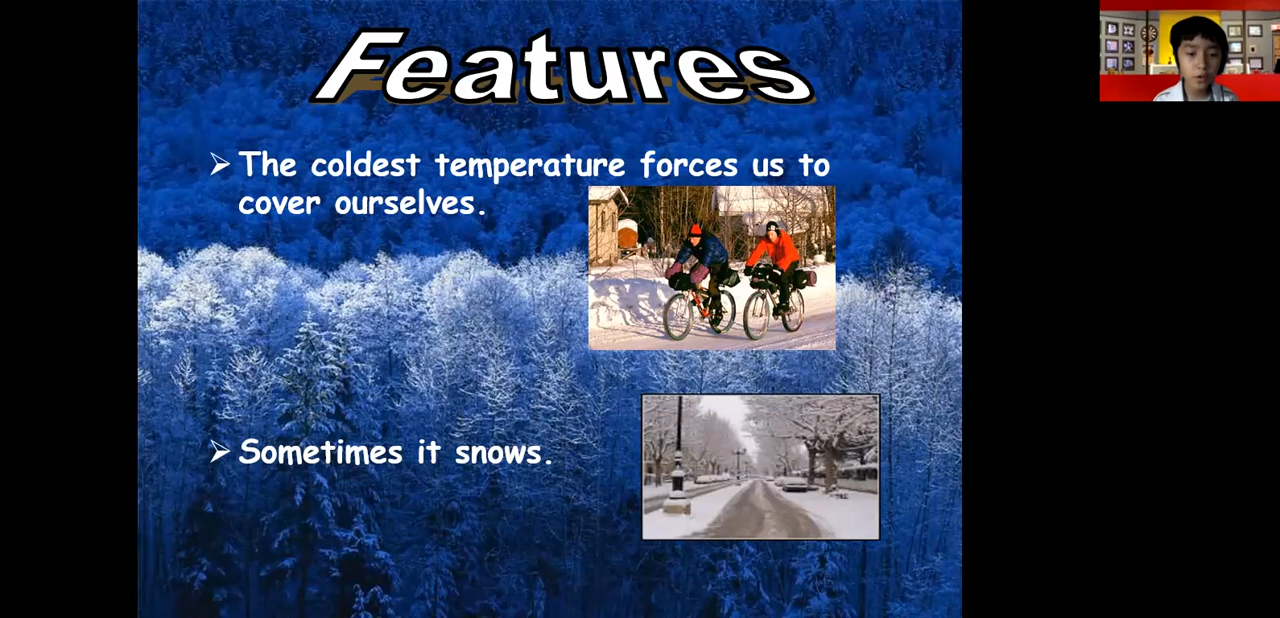 Features
➢ The coldest temperature forces us to
cover ourselves.
➢ Sometimes it snows.